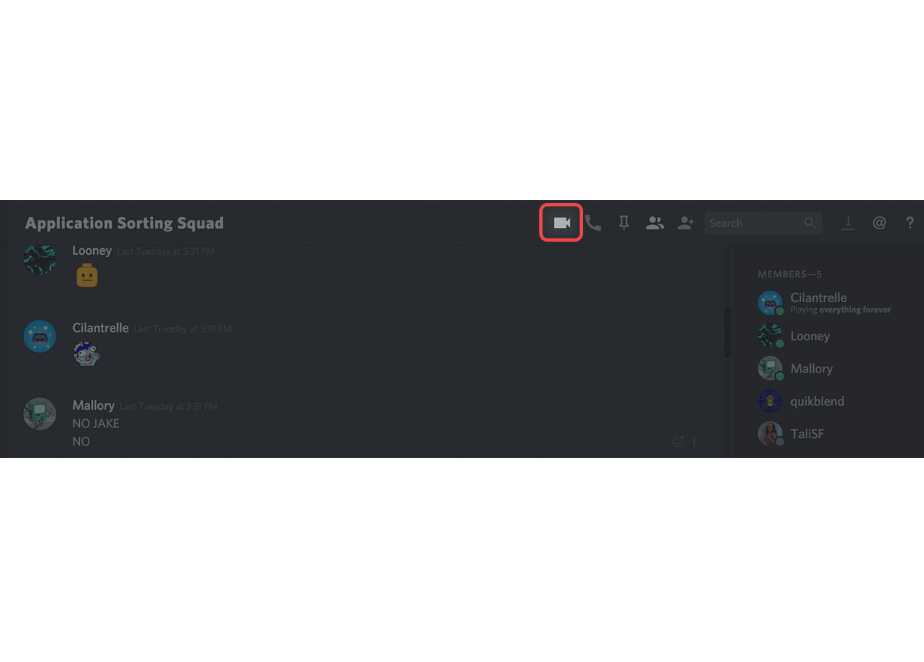 Application Sorting Squad
Search
@
?
Looney Last Tuesday at 3:31 PM
Cilantrelle Last Tuesday at 3:31 PM
Mallory Last Tuesday at 3:31 PM
NO JAKE
NO
MEMBERS—5
Cilantrelle
Playing everything forever
Looney
Mallory
quikblend
TaliSF